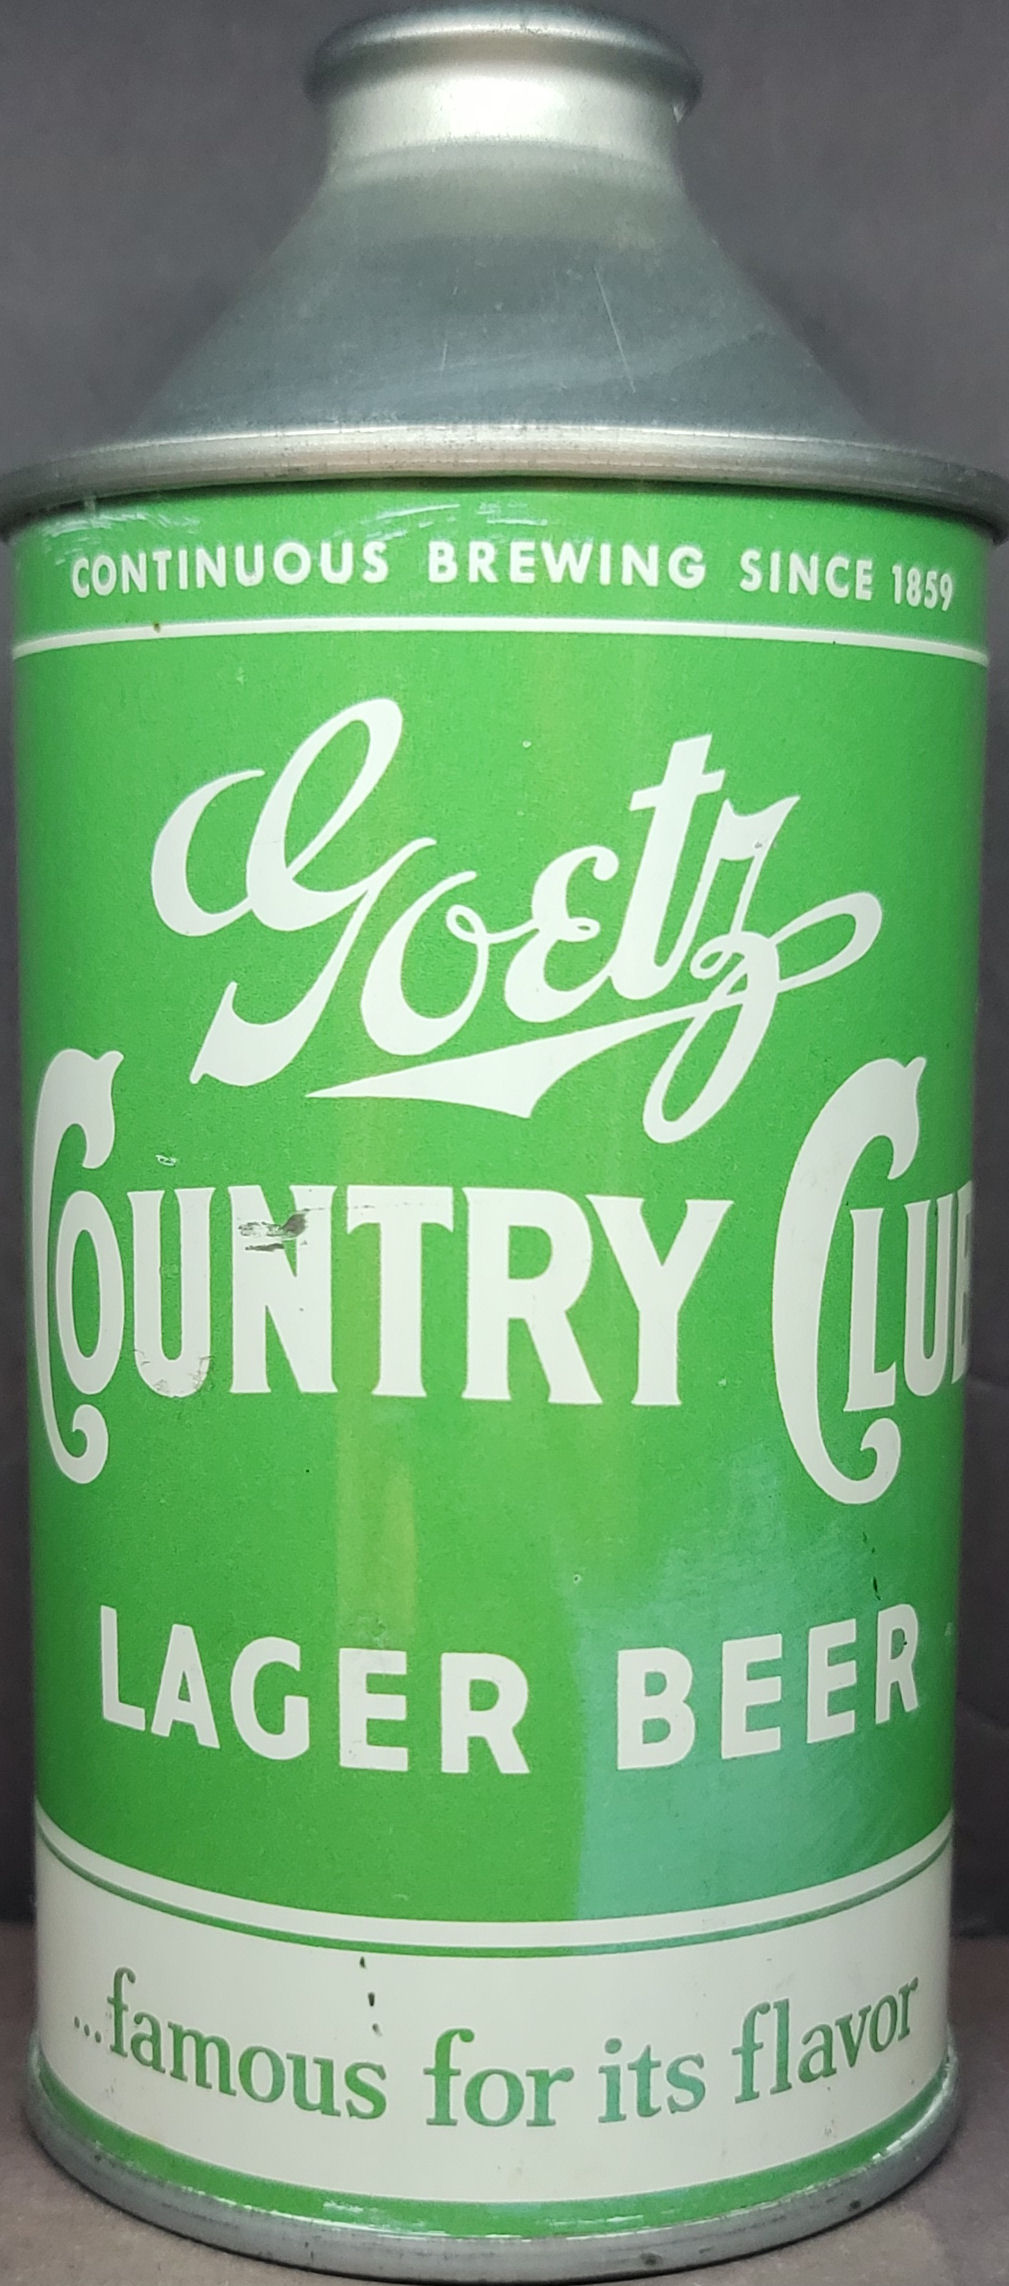 CONTINUOUS BREWING SINCE 1859
Goetz
COUNTRY CLUB
LAGER BEER
...famous for its flavor